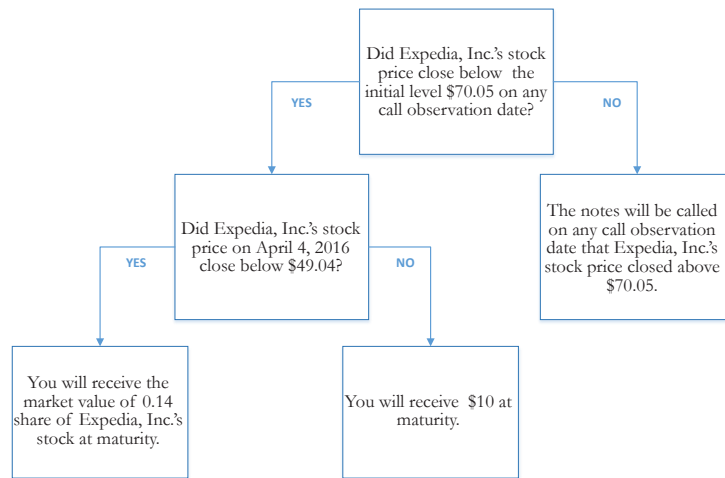 Did Expedia, Inc.'s stock
price close below the
initial level $70.05 on any
call observation date?
YES
NO
Did Expedia, Inc.'s stock
price on April 4, 2016
close below $49.04?
The notes will be called
on any call observation
date that Expedia, Inc.'s
stock price closed above
$70.05.
YES
NO
You will receive the
market value of 0.14
share of Expedia, Inc.'s
stock at maturity.
You will receive $10 at
maturity.